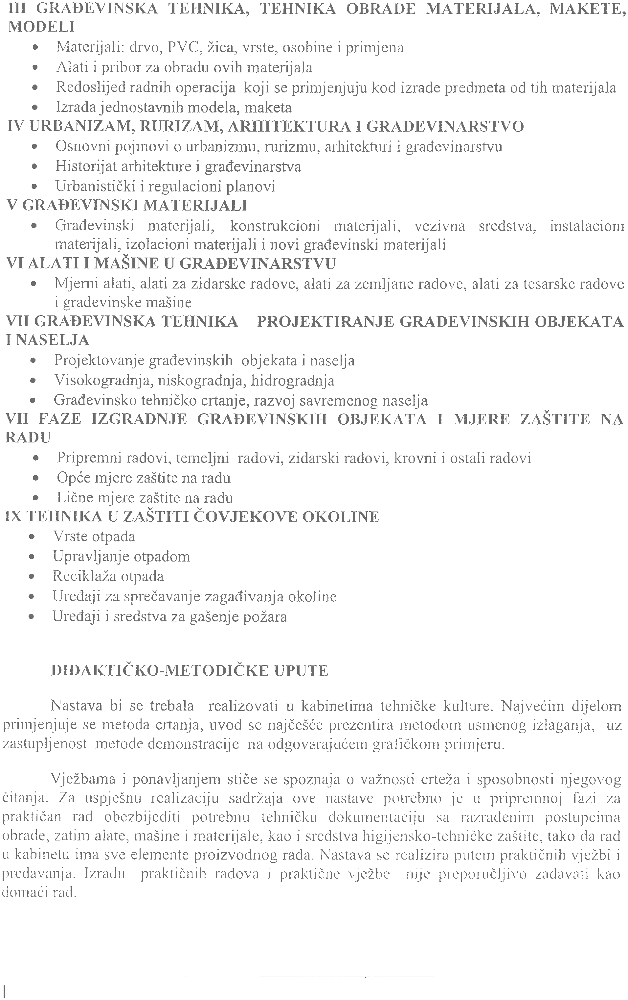 III GRAĐEVINSKA TEHNIKA, TEHNIKA OBRADE MATERIJALA, MAKETE,
MODELI
• Materijali: drvo, PVC, žica, vrste, osobine i primjena
• Alati i pribor za obradu ovih materijala
• Redoslijed radnih operacija koji se primjenjuju kod izrade predmeta od tih materijala
• Izrada jednostavnih modela, maketa
IV URBANIZAM, RURIZAM, ARHITEKTURA I GRAĐEVINARSTVO
• Osnovni pojmovi o urbanizmu, rurizmu, arhitekturi i građevinarstvu
• Historijat arhitekture i građevinarstva
• Urbanistički i regulacioni planovi
V GRAĐEVINSKI MATERIJALI
• Građevinski materijali, konstrukcioni materijali, vezivna sredstva, instalacioni
materijali, izolacioni materijali i novi građevinski materijali
VI ALATI I MAŠINE U GRAĐEVINARSTVU
• Mjerni alati, alati za zidarske radove, alati za zemljane radove, alati za tesarske radove
i građevinske mašine
VII GRAĐEVINSKA TEHNIKA PROJEKTIRANJE GRAĐEVINSKIH OBJEKATA
I NASELJA
• Projektovanje građevinskih objekata i naselja
• Visokogradnja, niskogradnja, hidrogradnja
• Građevinsko tehničko crtanje, razvoj savremenog naselja
VII FAZE IZGRADNJE GRAĐEVINSKIH OBJEKATA I MJERE ZAŠTITE NA
RADU
• Pripremni radovi, temeljni radovi, zidarski radovi, krovni i ostali radovi
• Opće mjere zaštite na radu
• Lične mjere zaštite na radu
IX TEHNIKA U ZAŠTITI ČOVJEKOVE OKOLINE
• Vrste otpada
• Upravljanje otpadom
• Reciklaža otpada
• Uređaji za sprečavanje zagađivanja okoline
• Uređaji i sredstva za gašenje požara
DIDAKTIČKO-METODIČKE UPUTE
Nastava bi se trebala realizovati u kabinetima tehničke kulture. Najvećim dijelom
primjenjuje se metoda crtanja, uvod se najčešće prezentira metodom usmenog izlaganja, uz
zastupljenost metode demonstracije na odgovarajućem grafičkom primjeru.
Vježbama i ponavljanjem stiče se spoznaja o važnosti crteža i sposobnosti njegovog
čitanja. Za uspješnu realizaciju sadržaja ove nastave potrebno je u pripremnoj fazi za
praktičan rad obezbijediti potrebnu tehničku dokumentaciju sa razrađenim postupcima
obrade, zatim alate, mašine i materijale, kao i sredstva higijensko-tehničke zaštite, tako da rad
u kabinetu ima sve elemente proizvodnog rada. Nastava se realizira putem praktičnih vježbi i
predavanja. Izradu praktičnih radova i praktične vježbe nije preporučljivo zadavati kao
domaći rad.